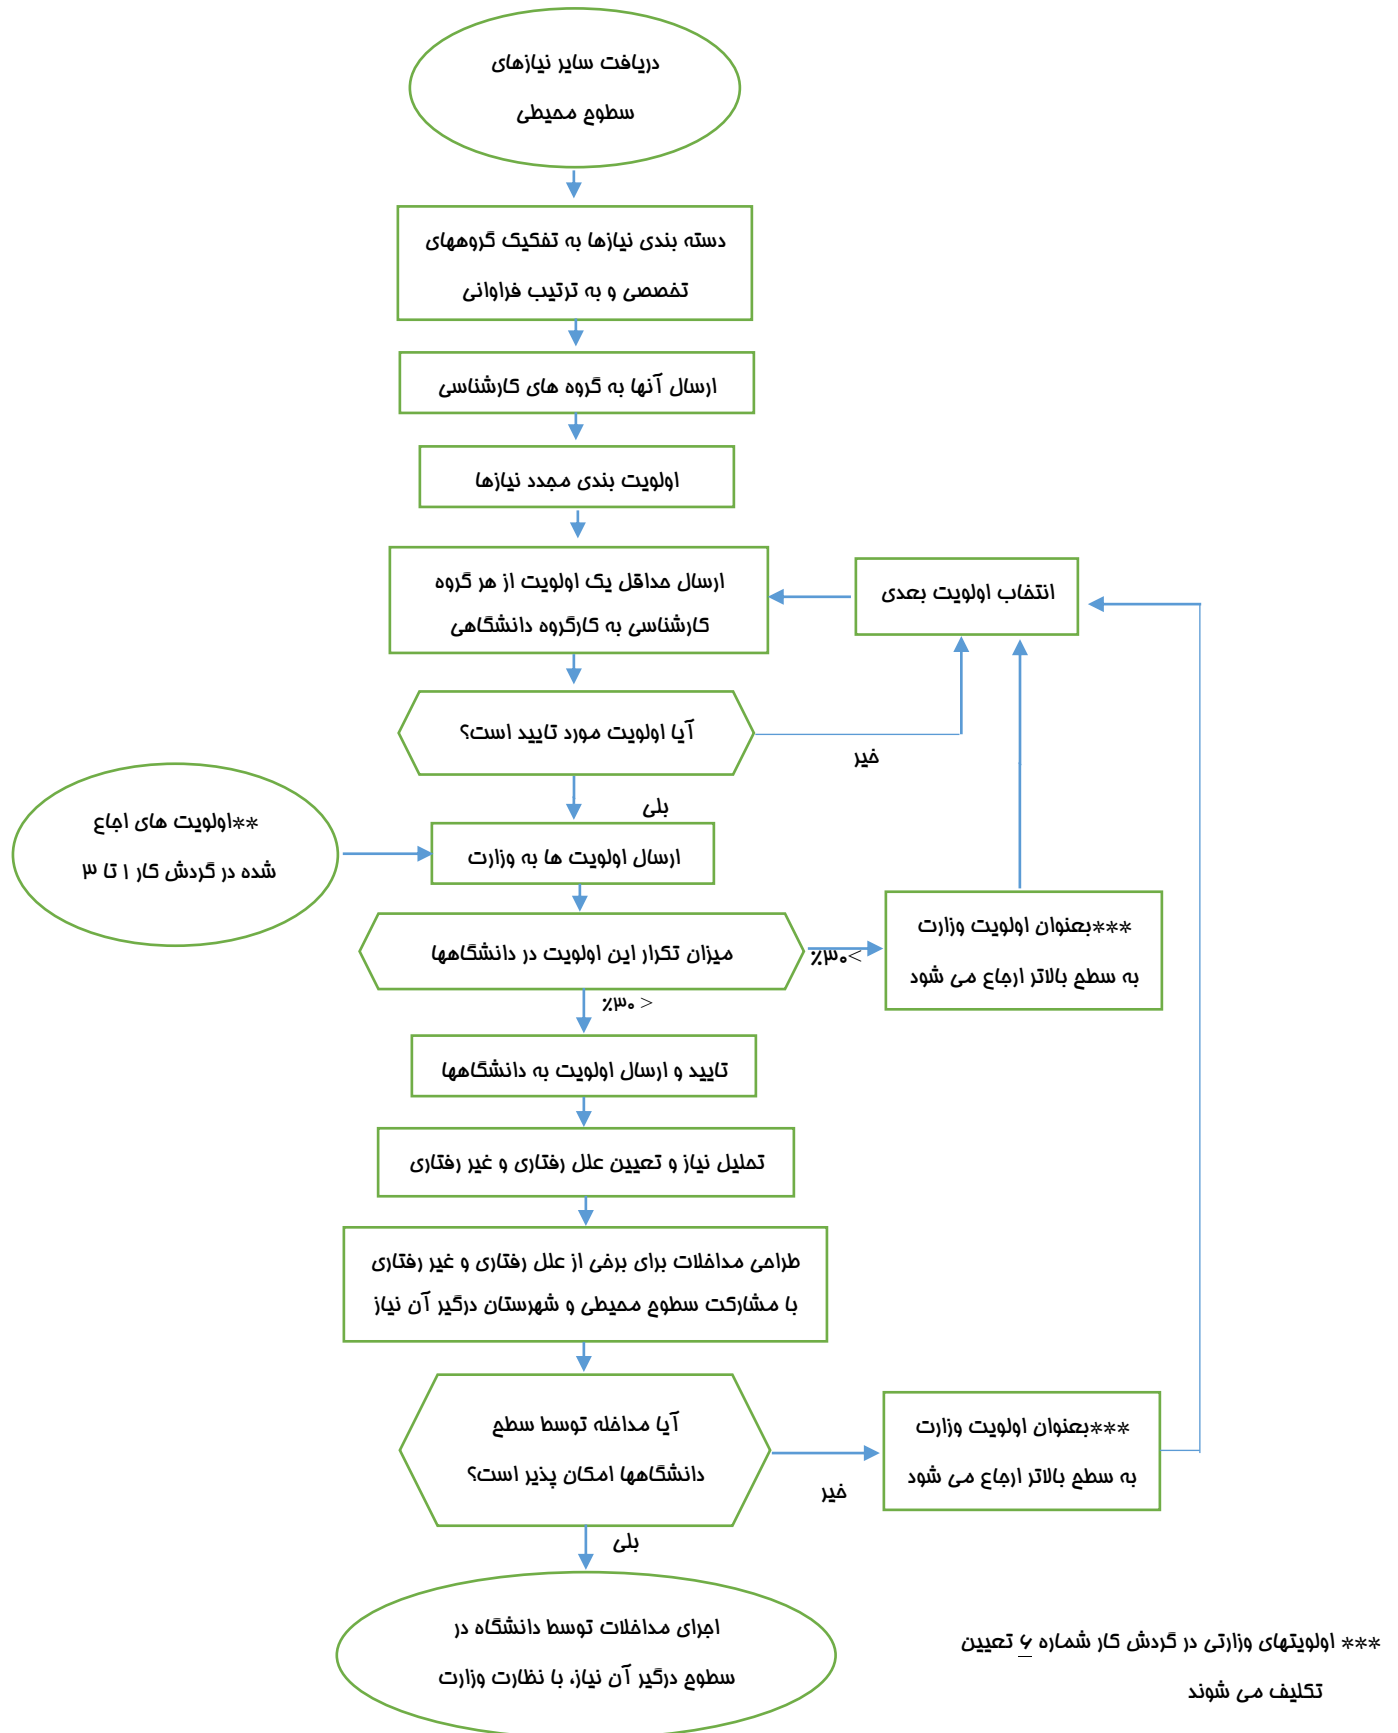 دریافت سایر نیازهای
سطوح محیطی
دسته بندی نیازها به تفکیک گروههای
تخصصی و به ترتیب فراوانی
ارسال آنها به گروه های کارشناسی
اولویت بندی مجدد نیازها
ارسال حداقل یک اولویت از هر گروه
کارشناسی به کارگروه دانشگاهی
انتخاب اولویت بعدی
آیا اولویت مورد تایید است؟
خیر
بلی
**اولویت های اجاع
شده در گردش کار ۱ تا ۳
ارسال اولویت ها به وزارت
میزان تکرار این اولویت در دانشگاهها
>۳۰٪
***بعنوان اولویت وزارت
به سطح بالاتر ارجاع می شود
< ۳۰٪ >
تایید و ارسال اولویت به دانشگاهها
تحلیل نیاز و تعیین علل رفتاری و غیر رفتاری
طراحی مداخلات برای برخی از علل رفتاری و غیر رفتاری
با مشارکت سطوح محیطی و شهرستان درگیر آن نیاز
آیا مداخله توسط سطح
دانشگاهها امکان پذیر است؟
خیر
***بعنوان اولویت وزارت
به سطح بالاتر ارجاع می شود
بلی
اجرای مداخلات توسط دانشگاه در
سطوح درگیر آن نیاز، با نظارت وزارت
*** اولویتهای وزارتی در گردش کار شماره ۶ تعیین
تکلیف می شوند